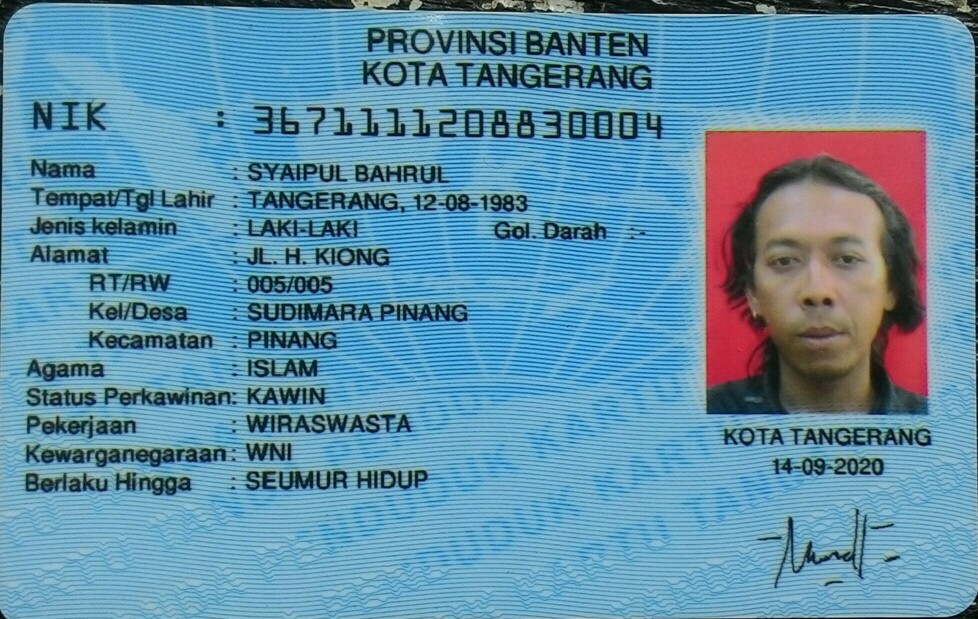 PROVINSI BANTEN
KOTA TANGERANG
NIK : 3671111208830004
Nama : SYAIPUL BAHRUL
Tempat/Tgl Lahir : TANGERANG, 12-08-1983
Jenis kelamin : LAKI-LAKI Gol. Darah :-
Alamat : JL. H. KIONG
RT/RW : 005/005
Kel/Desa : SUDIMARA PINANG
Kecamatan : PINANG
Agama : ISLAM
Status Perkawinan: KAWIN
Pekerjaan : WIRASWASTA
Kewarganegaraan : WNI
Berlaku Hingga : SEUMUR HIDUP
KOTA TANGERANG
14-09-2020